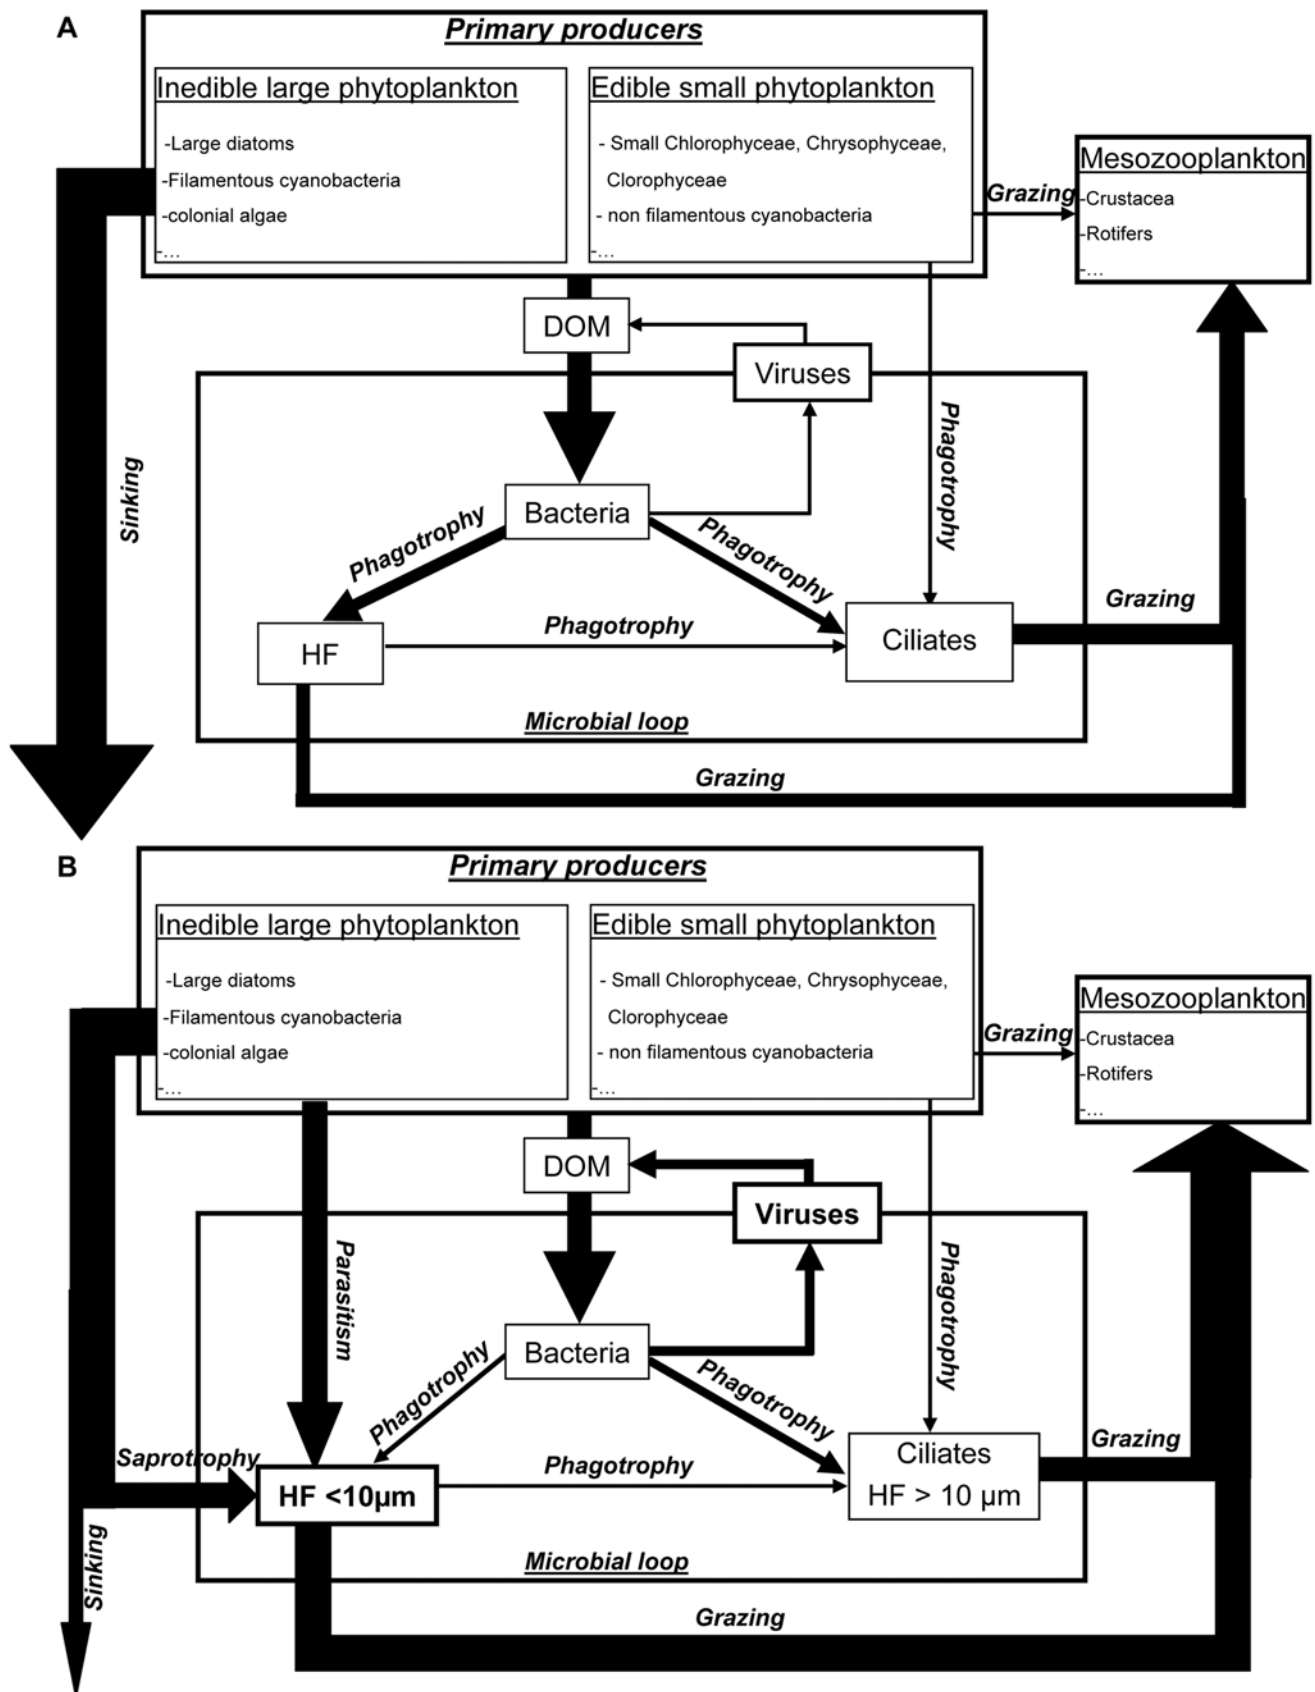 A
Primary producers
Inedible large phytoplankton
-Large diatoms
-Filamentous cyanobacteria
-colonial algae
-...
Edible small phytoplankton
- Small Chlorophyceae, Chrysophyceae,
Clorophyceae
- non filamentous cyanobacteria
-...
Grazing
Mesozooplankton
-Crustacea
-Rotifers
-...
DOM
Viruses
Sinking
Phagotrophy
Bacteria
Phagotrophy
Phagotrophy
HF
Phagotrophy
Ciliates
Grazing
Microbial loop
Grazing
B
Primary producers
Inedible large phytoplankton
-Large diatoms
-Filamentous cyanobacteria
-colonial algae
-...
Edible small phytoplankton
- Small Chlorophyceae, Chrysophyceae,
Clorophyceae
- non filamentous cyanobacteria
-...
Grazing
Mesozooplankton
-Crustacea
-Rotifers
-...
DOM
Viruses
Parasitism
Phagotrophy
Bacteria
Phagotrophy
Phagotrophy
Saprotrophy
HF <10µm
Phagotrophy
Ciliates
HF > 10 µm
Grazing
Sinking
Microbial loop
Grazing